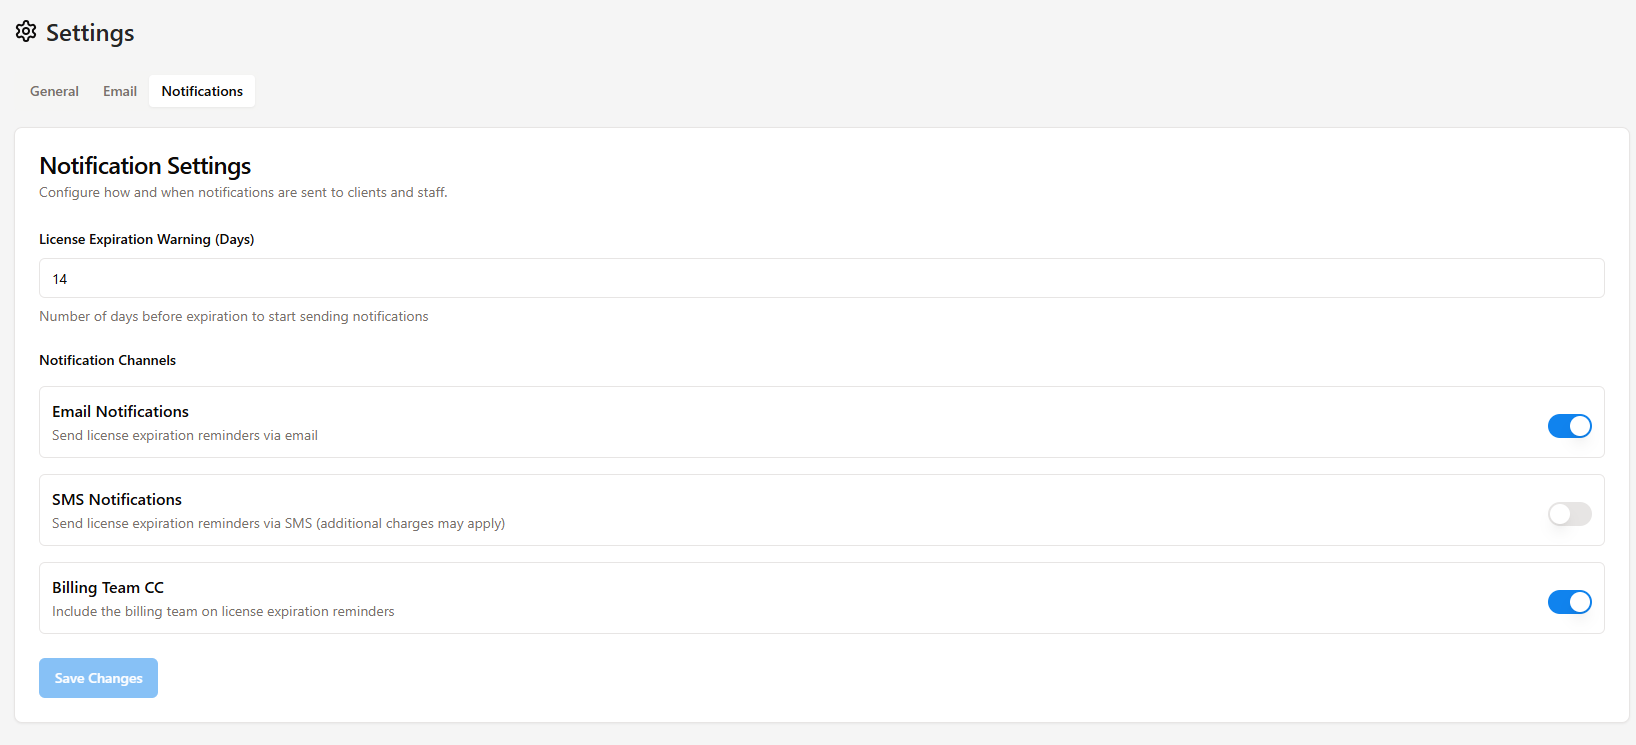 Settings
General Email Notifications
Notification Settings
Configure how and when notifications are sent to clients and staff.
License Expiration Warning (Days)
14
Number of days before expiration to start sending notifications
Notification Channels
Email Notifications
Send license expiration reminders via email
SMS Notifications
Send license expiration reminders via SMS (additional charges may apply)
Billing Team CC
Include the billing team on license expiration reminders
Save Changes